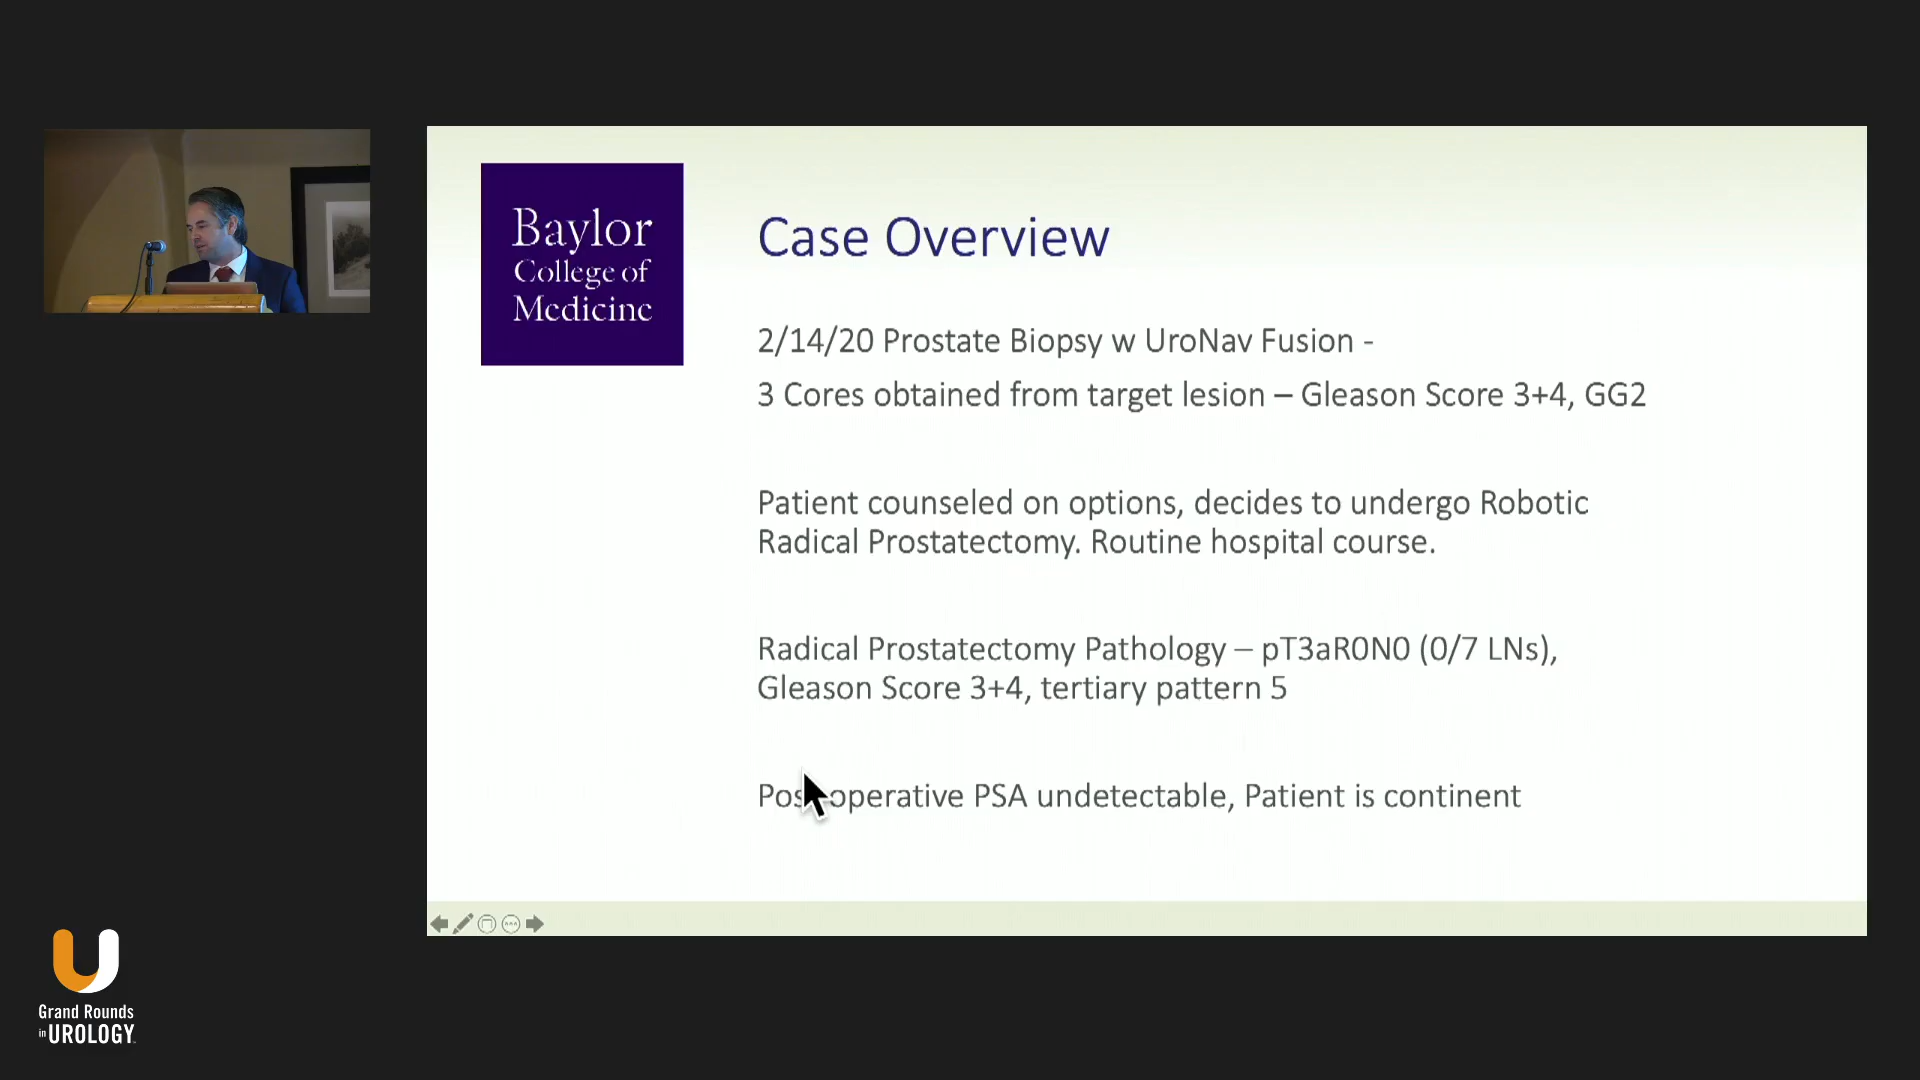 Baylor
College of
Medicine
Case Overview
2/14/20 Prostate Biopsy w UroNav Fusion -
3 Cores obtained from target lesion – Gleason Score 3+4, GG2
Patient counseled on options, decides to undergo Robotic
Radical Prostatectomy. Routine hospital course.
Radical Prostatectomy Pathology – pT3aR0N0 (0/7 LNs),
Gleason Score 3+4, tertiary pattern 5
operative PSA undetectable, Patient is continent
Grand Rounds
in UROLOGY